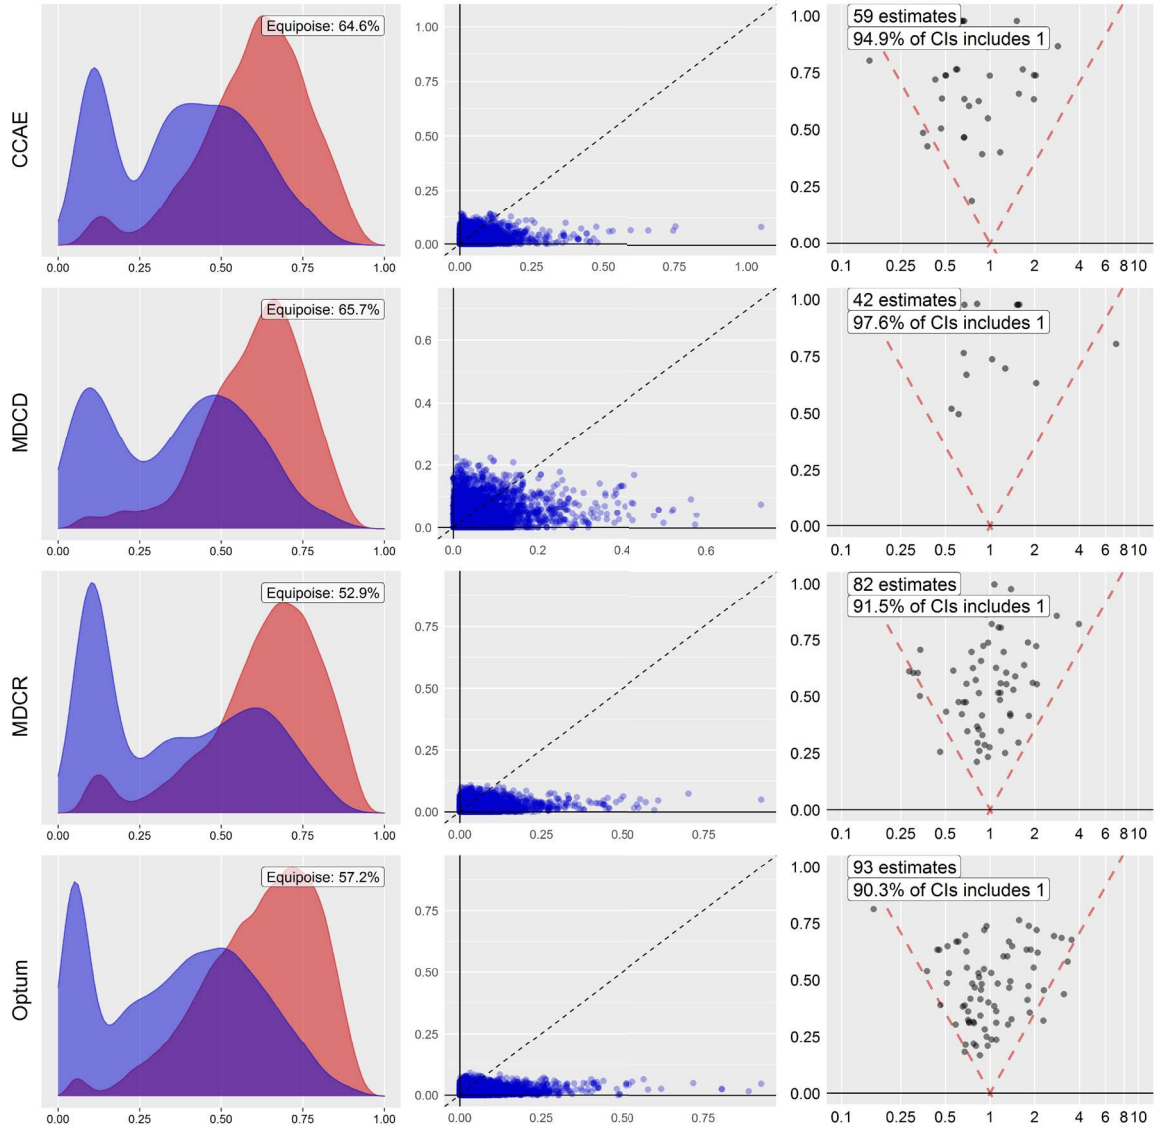 CCAE
Equipoise: 64.6%
0.00 0.25 0.50 0.75 1.00
1.00
0.75
0.50
0.25
0.00
0.00 0.25 0.50 0.75 1.00
59 estimates
94.9% of CIs includes 1
1.00
0.75
0.50
0.25
0.00
0.1 0.25 0.5 1 2 4 6 8 10
MDCD
Equipoise: 65.7%
0.00 0.25 0.50 0.75 1.00
0.6
0.4
0.2
0.0
0.0 0.2 0.4 0.6
42 estimates
97.6% of CIs includes 1
1.00
0.75
0.50
0.25
0.00
0.1 0.25 0.5 1 2 4 6 8 10
MDCR
Equipoise: 52.9%
0.00 0.25 0.50 0.75 1.00
0.75
0.50
0.25
0.00
0.00 0.25 0.50 0.75
82 estimates
91.5% of CIs includes 1
1.00
0.75
0.50
0.25
0.00
0.1 0.25 0.5 1 2 4 6 8 10
Optum
Equipoise: 57.2%
0.00 0.25 0.50 0.75 1.00
0.75
0.50
0.25
0.00
0.00 0.25 0.50 0.75
93 estimates
90.3% of CIs includes 1
1.00
0.75
0.50
0.25
0.00
0.1 0.25 0.5 1 2 4 6 8 10